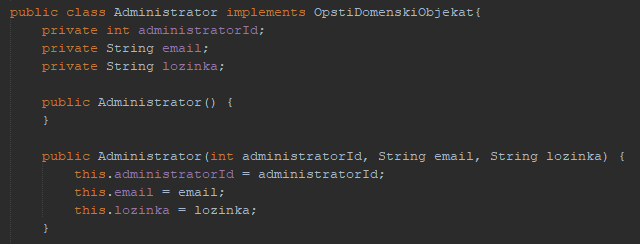 public class Administrator implements OpstiDomenskiObjekat{
    private int administratorId;
    private String email;
    private String lozinka;

    public Administrator() {
    }

    public Administrator(int administratorId, String email, String lozinka) {
        this.administratorId = administratorId;
        this.email = email;
        this.lozinka = lozinka;
    }